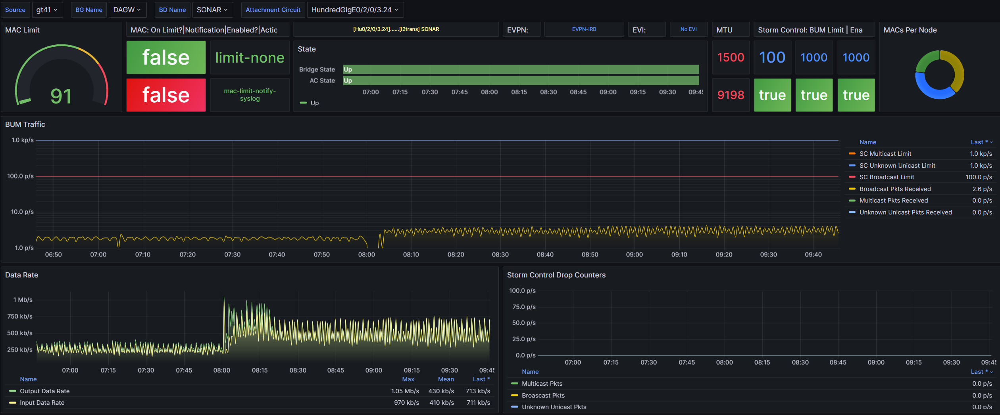 Source gt41 BG Name DAGW BD Name SONAR Attachment Circuit HundredGigE0/2/0/3.24
MAC Limit
91
MAC: On Limit?|Notification|Enabled?|Actic
false
limit-none
false
mac-limit-notify-
syslog
[Hu0/2/0/3.24]......[l2trans] SONAR
EVPN:
EVPN-IRB
EVI:
No EVI
State
Bridge State Up
AC State Up
07:00 07:15 07:30 07:45 08:00 08:15 08:30 08:45 09:00 09:15 09:30 09:4
Up
MTU
1500
9198
Storm Control: BUM Limit | Ena
100 1000 1000
true true true
MACs Per Node
BUM Traffic
1.0 kp/s
100.0 p/s
10.0 p/s
1.0 p/s
06:50 07:00 07:10 07:20 07:30 07:40 07:50 08:00 08:10 08:20 08:30 08:40 08:50 09:00 09:10 09:20 09:30 09:40
Name Last *
SC Multicast Limit 1.0 kp/s
SC Unknown Unicast Limit 1.0 kp/s
SC Broadcast Limit 100.0 p/s
Broadcast Pkts Received 2.6 p/s
Multicast Pkts Received 0.0 p/s
Unknown Unicast Pkts Received 0.0 p/s
Data Rate
1 Mb/s
750 kb/s
500 kb/s
250 kb/s
07:00 07:15 07:30 07:45 08:00 08:15 08:30 08:45 09:00 09:15 09:30 09:4
Name Max Mean Last *
Output Data Rate 1.05 Mb/s 430 kb/s 713 kb/s
Input Data Rate 970 kb/s 410 kb/s 711 kb/s
Storm Control Drop Counters
100.0 p/s
75.0 p/s
50.0 p/s
25.0 p/s
0.0 p/s
07:00 07:15 07:30 07:45 08:00 08:15 08:30 08:45 09:00 09:15 09:30 09:4
Name Last *
Multicast Pkts 0.0 p/s
Broascast Pkts 0.0 p/s
Unknown Unicast Pkts 0.0 p/s